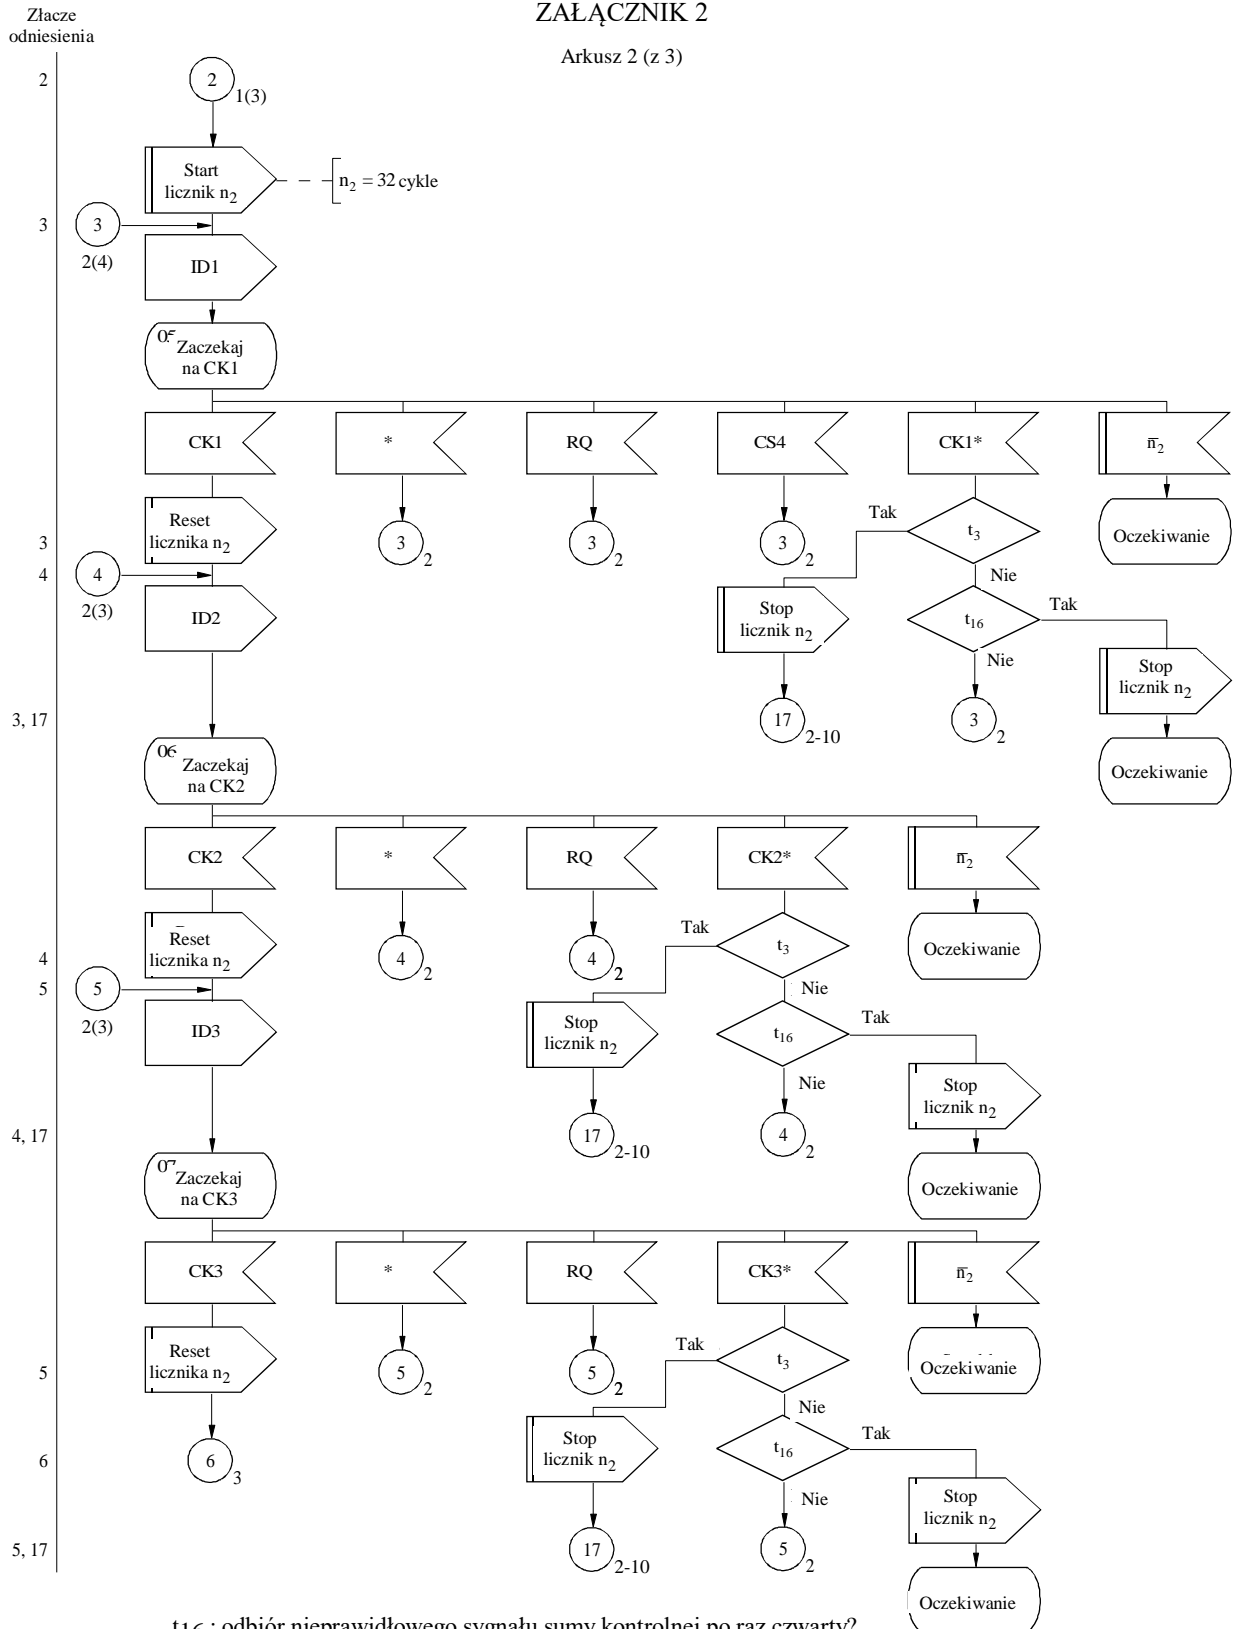 ZAŁĄCZNIK 2
Złacze
odniesienia
Arkusz 2 (z 3)
2
2
1(3)
Start
licznik n2
n2 = 32 cykle
3
3
2(4)
ID1
05
Zaczekaj
na CK1
CK1
*
RQ
CS4
CK1*
n̅2
Reset
licznika n2
3
2
3
2
3
2
Tak
t3
Oczekiwanie
3
4
4
2(3)
Nie
ID2
Stop
licznik n2
t16
Tak
Nie
Stop
licznik n2
3, 17
17
2-10
3
2
06
Zaczekaj
na CK2
Oczekiwanie
CK2
*
RQ
CK2*
n̅2
Reset
licznika n2
4
2
4
2
Tak
t3
Oczekiwanie
4
5
5
2(3)
Nie
ID3
Stop
licznik n2
t16
Tak
Nie
Stop
licznik n2
4, 17
17
2-10
4
2
07
Zaczekaj
na CK3
Oczekiwanie
CK3
*
RQ
CK3*
n̅2
Reset
licznika n2
5
2
5
2
Tak
t3
Oczekiwanie
5
Nie
6
6
3
Stop
licznik n2
t16
Tak
Nie
Stop
licznik n2
5, 17
17
2-10
5
2
Oczekiwanie
t16 : odbiór nieprawidłowego sygnału sumy kontrolnej po raz czwarty?